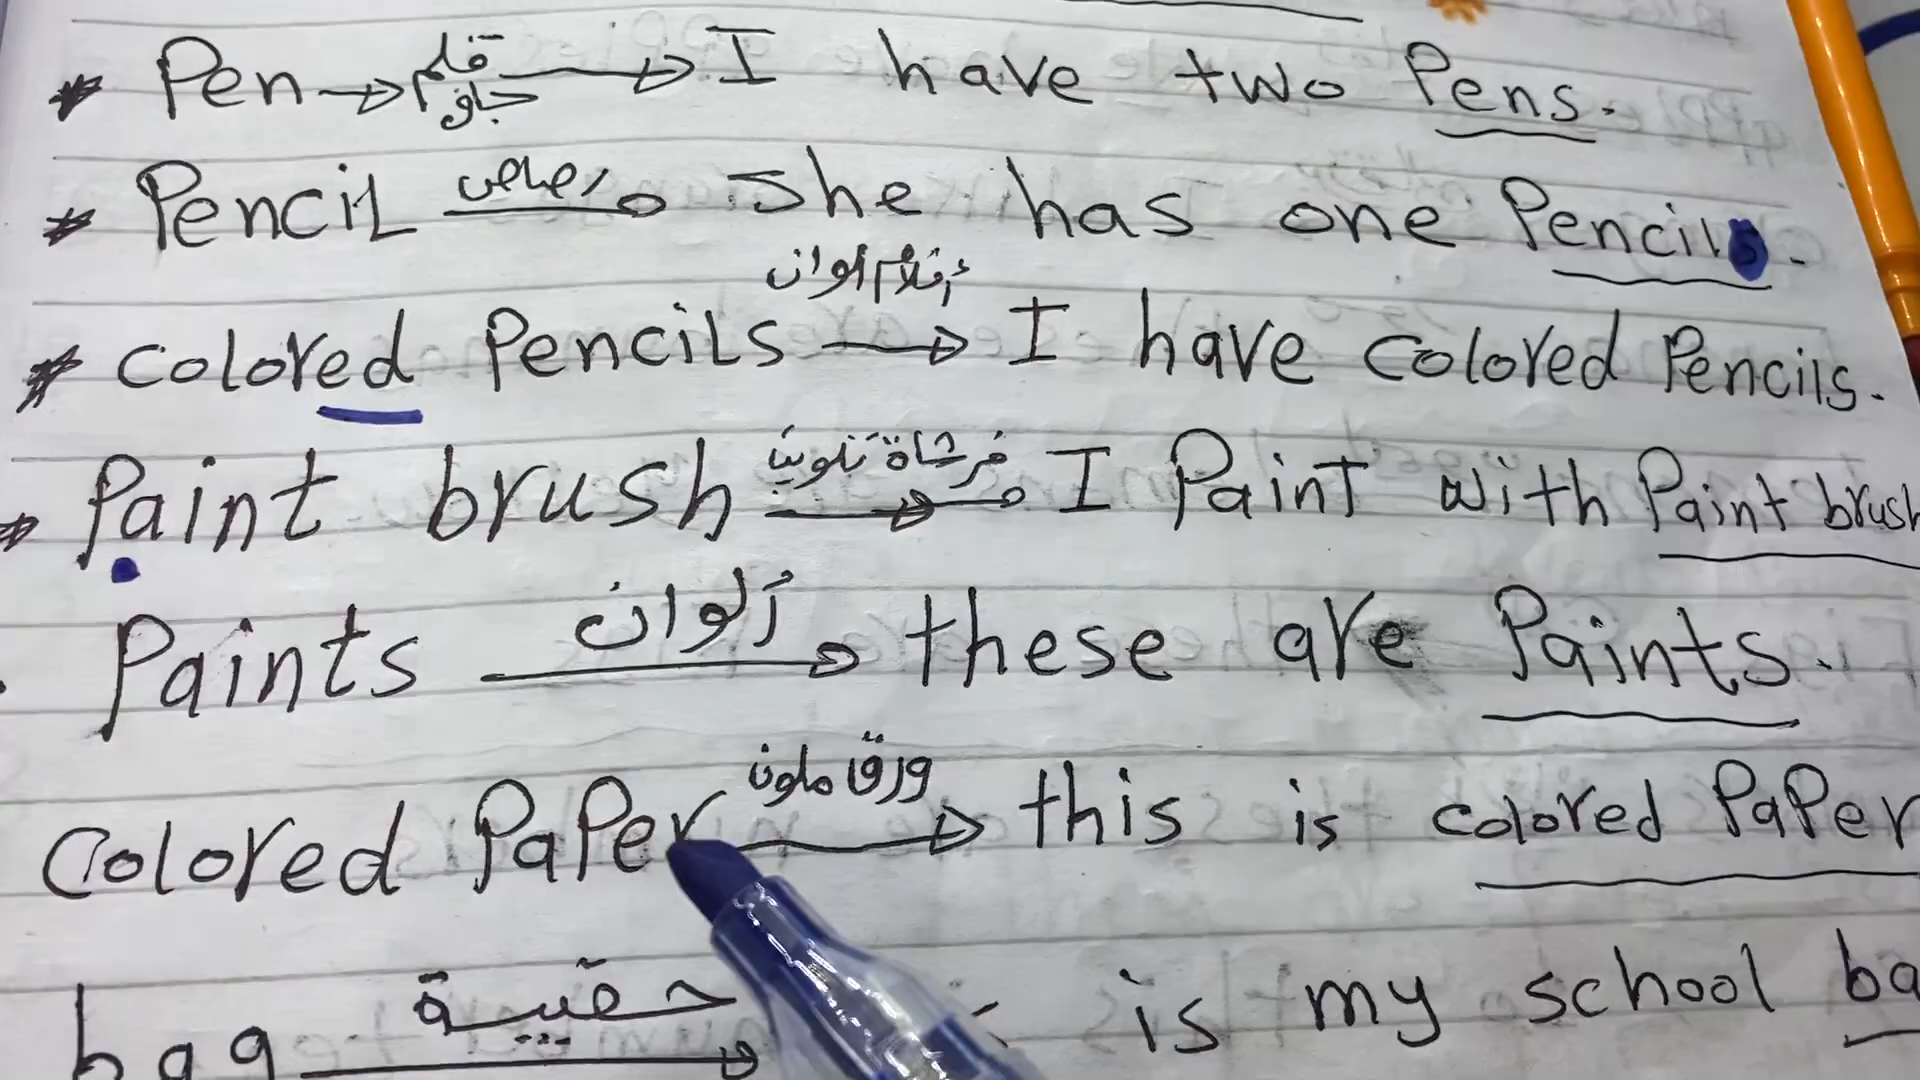 * Pen → قلم جاف → I have two Pens.
* Pencil رصاص → She has one Pencil.
* colored Pencils أقلام ألوان → I have colored Pencils.
* Paint brush فرشاة تلوين → I Paint with Paint brush
Paints ألوان → these are Paints.
Colored PaPer ورق ملون → this is colored PaPer
bag حقيبة → is my school ba